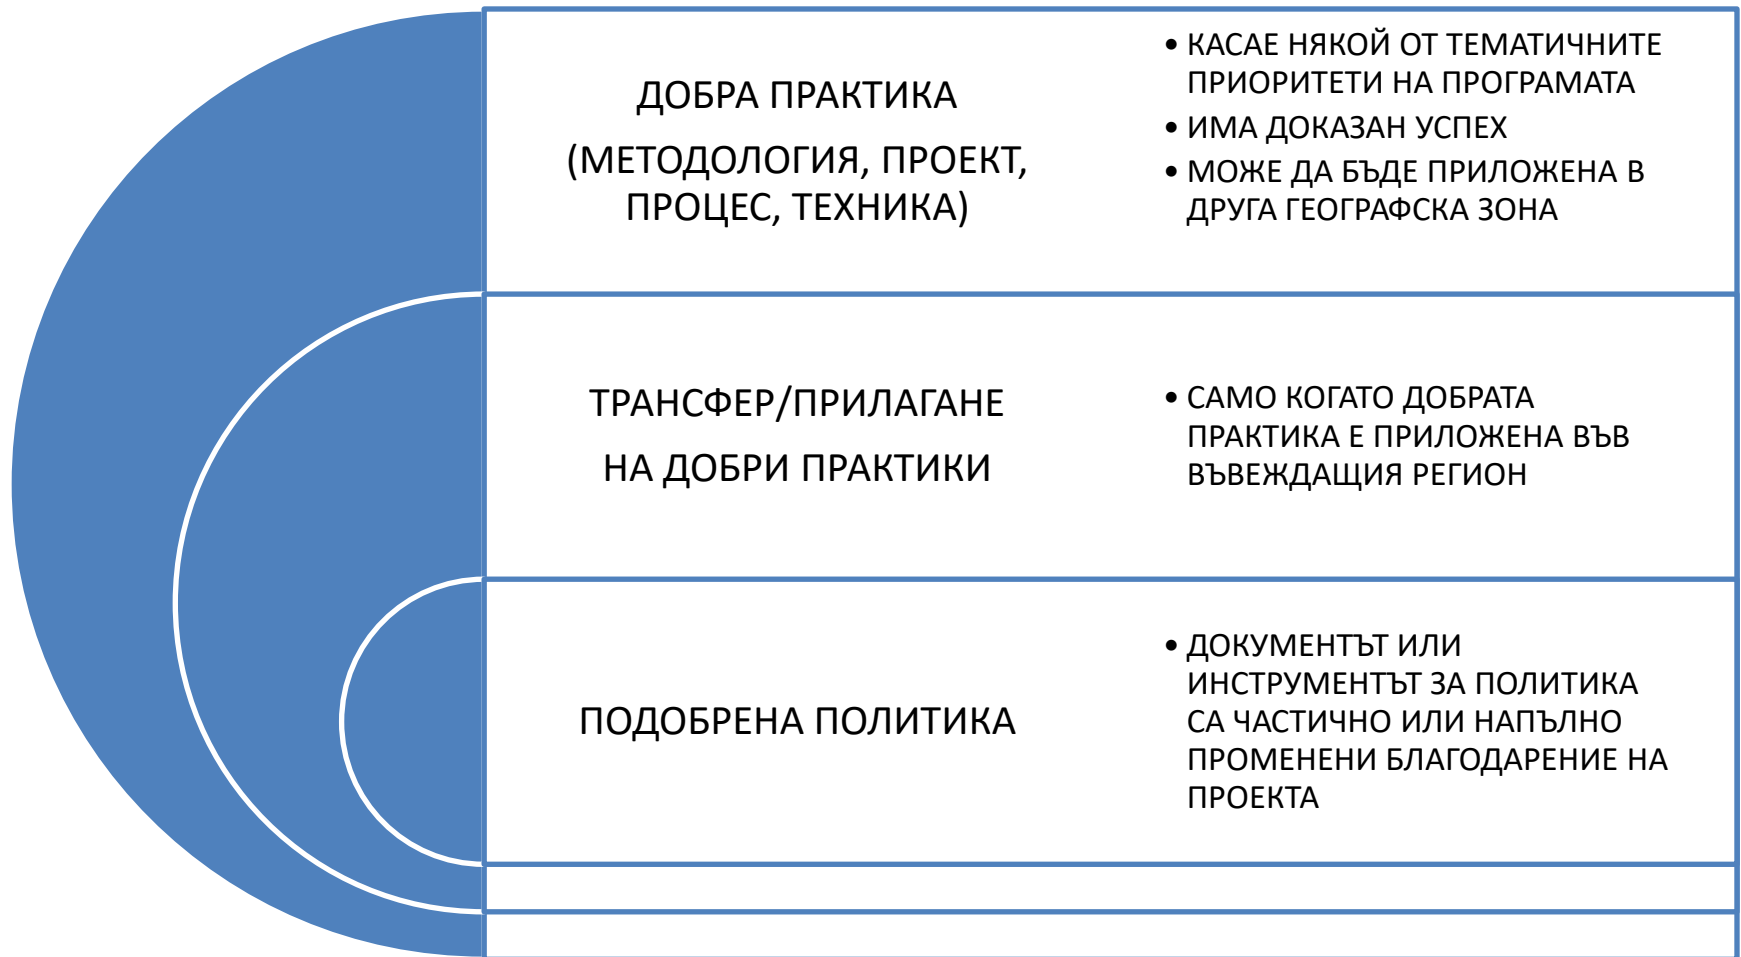 ДОБРА ПРАКТИКА
(МЕТОДОЛОГИЯ, ПРОЕКТ,
ПРОЦЕС, ТЕХНИКА)
• КАСАЕ НЯКОЙ ОТ ТЕМАТИЧНИТЕ
ПРИОРИТЕТИ НА ПРОГРАМАТА
• ИМА ДОКАЗАН УСПЕХ
• МОЖЕ ДА БЪДЕ ПРИЛОЖЕНА В
ДРУГА ГЕОГРАФСКА ЗОНА
ТРАНСФЕР/ПРИЛАГАНЕ
НА ДОБРИ ПРАКТИКИ
• САМО КОГАТО ДОБРАТА
ПРАКТИКА Е ПРИЛОЖЕНА ВЪВ
ВЪВЕЖДАЩИЯ РЕГИОН
ПОДОБРЕНА ПОЛИТИКА
• ДОКУМЕНТЪТ ИЛИ
ИНСТРУМЕНТЪТ ЗА ПОЛИТИКА
СА ЧАСТИЧНО ИЛИ НАПЪЛНО
ПРОМЕНЕНИ БЛАГОДАРЕНИЕ НА
ПРОЕКТА